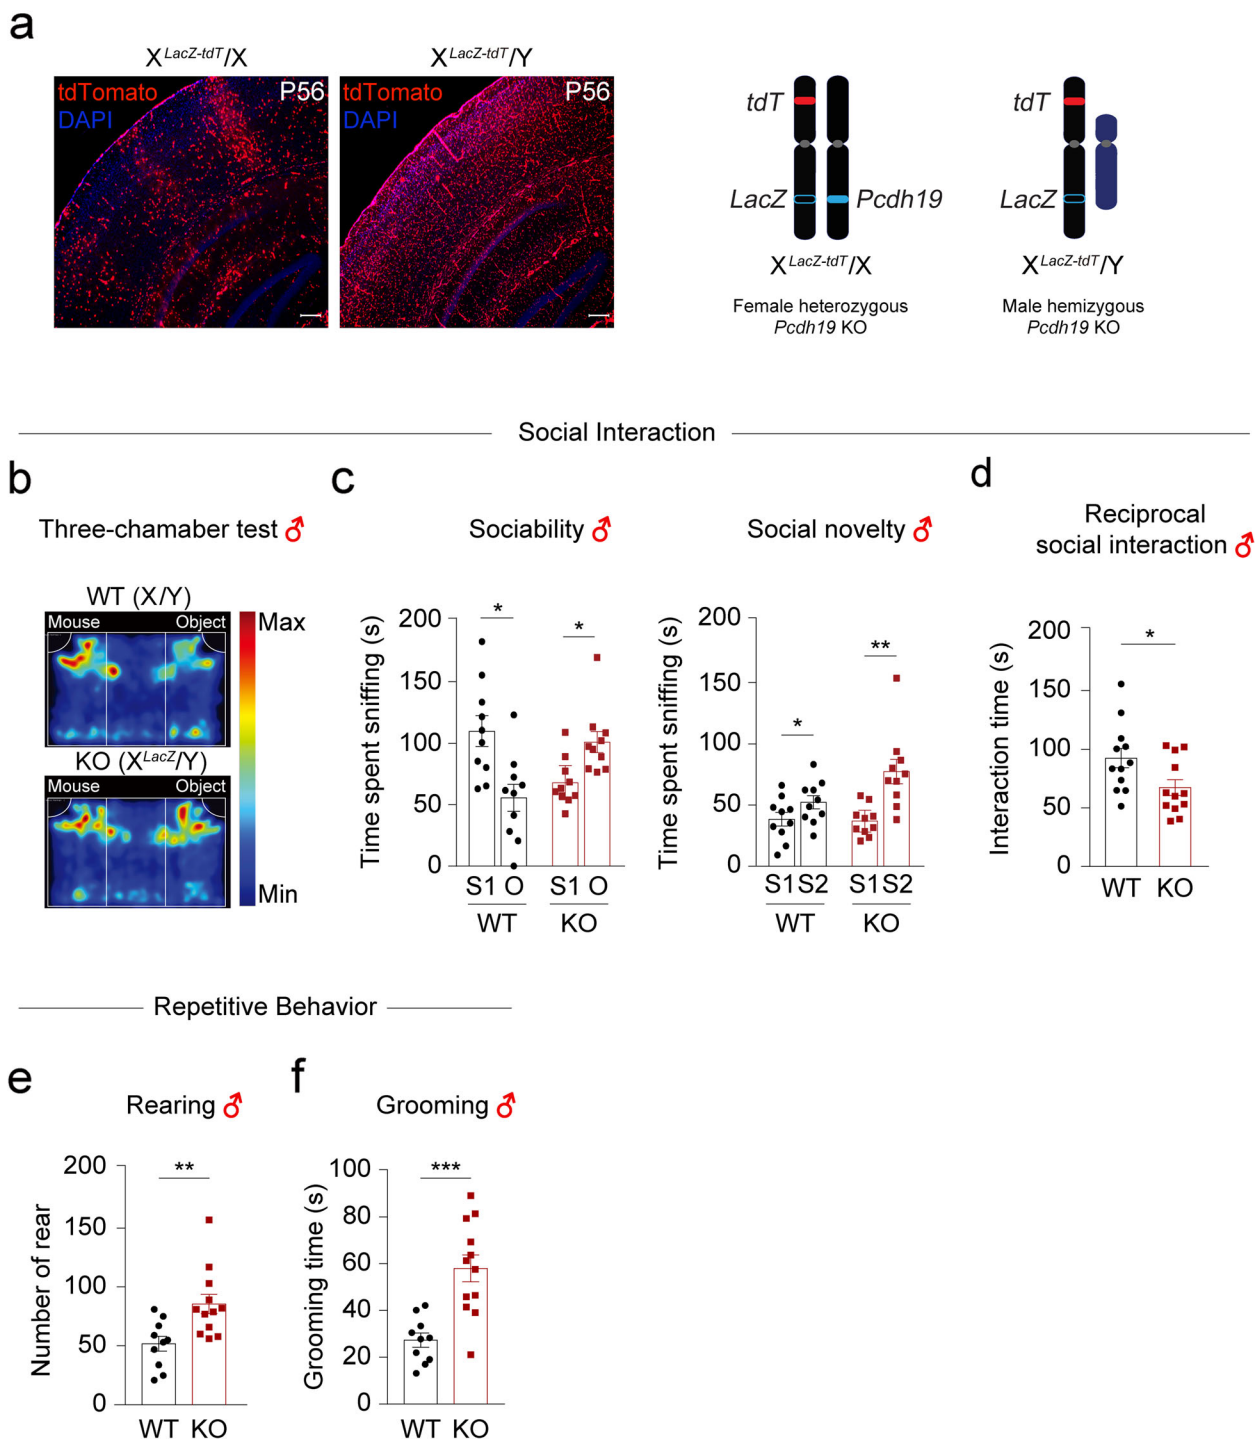 a
X^LacZ-tdT/X
X^LacZ-tdT/Y
tdTomato P56
DAPI
tdTomato P56
DAPI
tdT
LacZ
Pcdh19
X^LacZ-tdT/X
Female heterozygous
Pcdh19 KO
tdT
LacZ
X^LacZ-tdT/Y
Male hemizygous
Pcdh19 KO
Social Interaction
b
Three-chamaber test ♂
WT (X/Y)
Mouse Object
KO (X^LacZ/Y)
Mouse Object
Max
Min
c
Sociability ♂
Time spent sniffing (s)
200
150
100
50
0
* *
S1 O S1 O
WT KO
Social novelty ♂
Time spent sniffing (s)
200
150
100
50
0
* **
S1 S2 S1 S2
WT KO
d
Reciprocal
social interaction ♂
Interaction time (s)
200
150
100
50
0
*
WT KO
Repetitive Behavior
e
Rearing ♂
Number of rear
200
150
100
50
0
**
WT KO
f
Grooming ♂
Grooming time (s)
100
80
60
40
20
0
***
WT KO